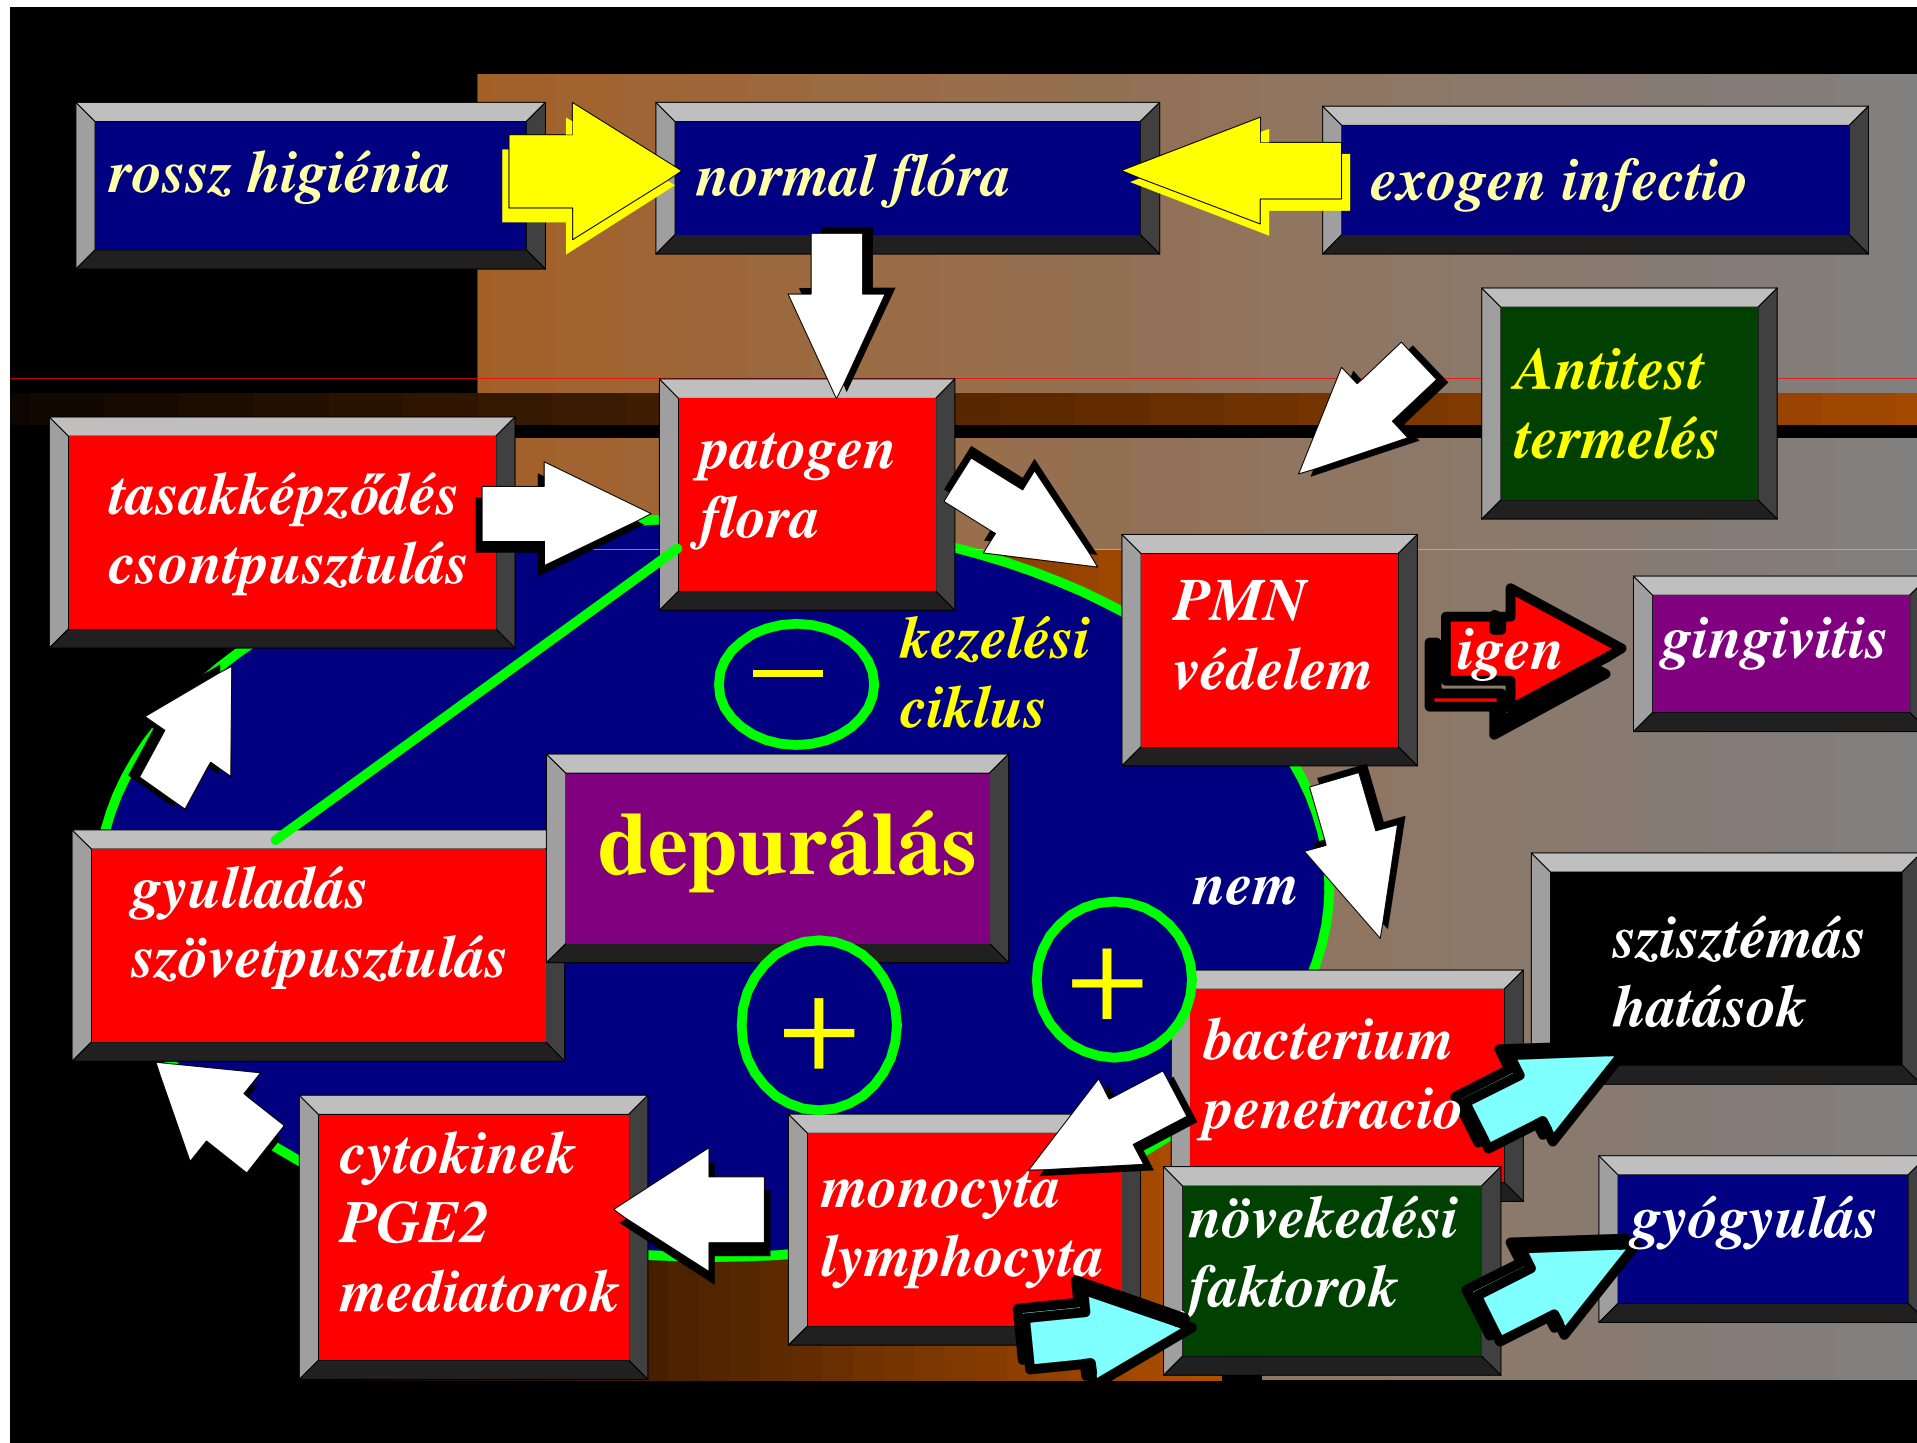 rossz higiénia
normal flóra
exogen infectio
Antitest
termelés
patogen
flora
tasakképződés
csontpusztulás
PMN
védelem
igen
gingivitis
–
kezelési
ciklus
depurálás
nem
gyulladás
szövetpusztulás
+
+
szisztémás
hatások
bacterium
penetracio
cytokinek
PGE2
mediatorok
monocyta
lymphocyta
növekedési
faktorok
gyógyulás